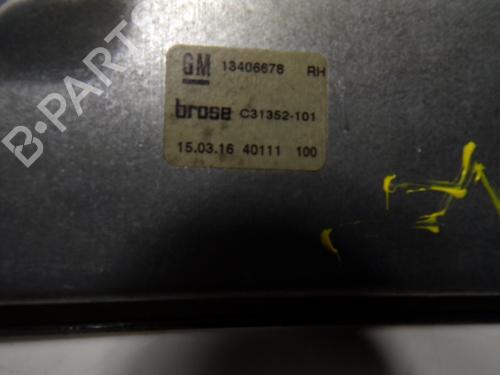 GM 13406678 RH
brose C31352-101
15.03.16 40111 100
B-PARTS